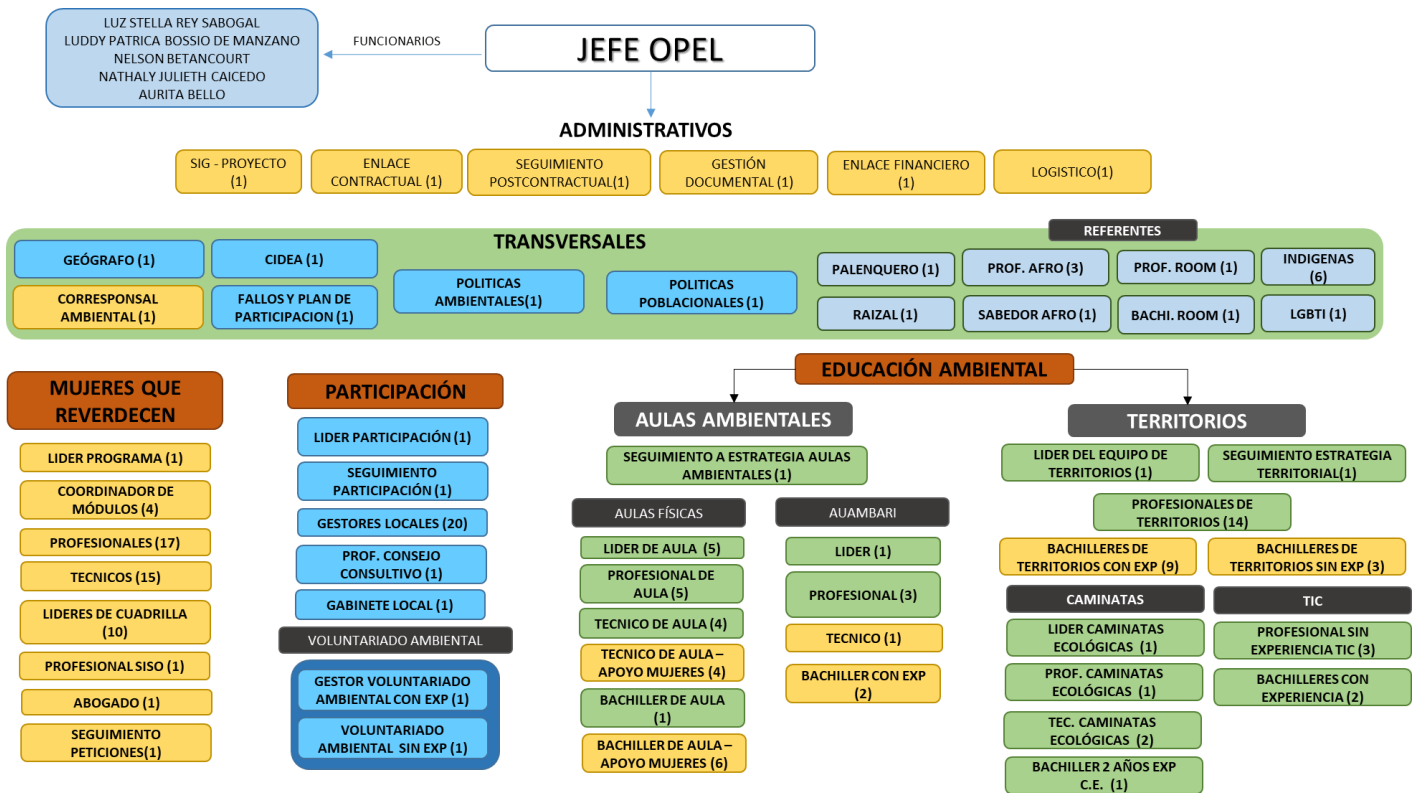 LUZ STELLA REY SABOGAL
LUDDY PATRICA BOSSIO DE MANZANO
NELSON BETANCOURT
NATHALY JULIETH CAICEDO
AURITA BELLO
FUNCIONARIOS
JEFE OPEL
ADMINISTRATIVOS
SIG - PROYECTO
(1)
ENLACE
CONTRACTUAL (1)
SEGUIMIENTO
POSTCONTRACTUAL(1)
GESTIÓN
DOCUMENTAL (1)
ENLACE FINANCIERO
(1)
LOGISTICO(1)
TRANSVERSALES
REFERENTES
GEÓGRAFO (1)
CIDEA (1)
CORRESPONSAL
AMBIENTAL (1)
FALLOS Y PLAN DE
PARTICIPACION (1)
POLITICAS
AMBIENTALES(1)
POLITICAS
POBLACIONALES (1)
PALENQUERO (1)
PROF. AFRO (3)
PROF. ROOM (1)
INDIGENAS
(6)
RAIZAL (1)
SABEDOR AFRO (1)
BACHI. ROOM (1)
LGBTI (1)
MUJERES QUE
REVERDECEN
LIDER PROGRAMA (1)
COORDINADOR DE
MÓDULOS (4)
PROFESIONALES (17)
TECNICOS (15)
LIDERES DE CUADRILLA
(10)
PROFESIONAL SISO (1)
ABOGADO (1)
SEGUIMIENTO
PETICIONES(1)
PARTICIPACIÓN
LIDER PARTICIPACIÓN (1)
SEGUIMIENTO
PARTICIPACIÓN (1)
GESTORES LOCALES (20)
PROF. CONSEJO
CONSULTIVO (1)
GABINETE LOCAL (1)
VOLUNTARIADO AMBIENTAL
GESTOR VOLUNTARIADO
AMBIENTAL CON EXP (1)
VOLUNTARIADO
AMBIENTAL SIN EXP (1)
EDUCACIÓN AMBIENTAL
AULAS AMBIENTALES
SEGUIMIENTO A ESTRATEGIA AULAS
AMBIENTALES (1)
AULAS FÍSICAS
LIDER DE AULA (5)
PROFESIONAL DE
AULA (5)
TECNICO DE AULA (4)
TECNICO DE AULA –
APOYO MUJERES (4)
BACHILLER DE AULA
(1)
BACHILLER DE AULA –
APOYO MUJERES (6)
AUAMBARI
LIDER (1)
PROFESIONAL (3)
TECNICO (1)
BACHILLER CON EXP
(2)
TERRITORIOS
LIDER DEL EQUIPO DE
TERRITORIOS (1)
SEGUIMIENTO ESTRATEGIA
TERRITORIAL(1)
PROFESIONALES DE
TERRITORIOS (14)
BACHILLERES DE
TERRITORIOS CON EXP (9)
BACHILLERES DE
TERRITORIOS SIN EXP (3)
CAMINATAS
LIDER CAMINATAS
ECOLÓGICAS (1)
PROF. CAMINATAS
ECOLÓGICAS (1)
TEC. CAMINATAS
ECOLÓGICAS (2)
BACHILLER 2 AÑOS EXP
C.E. (1)
TIC
PROFESIONAL SIN
EXPERIENCIA TIC (3)
BACHILLERES CON
EXPERIENCIA (2)